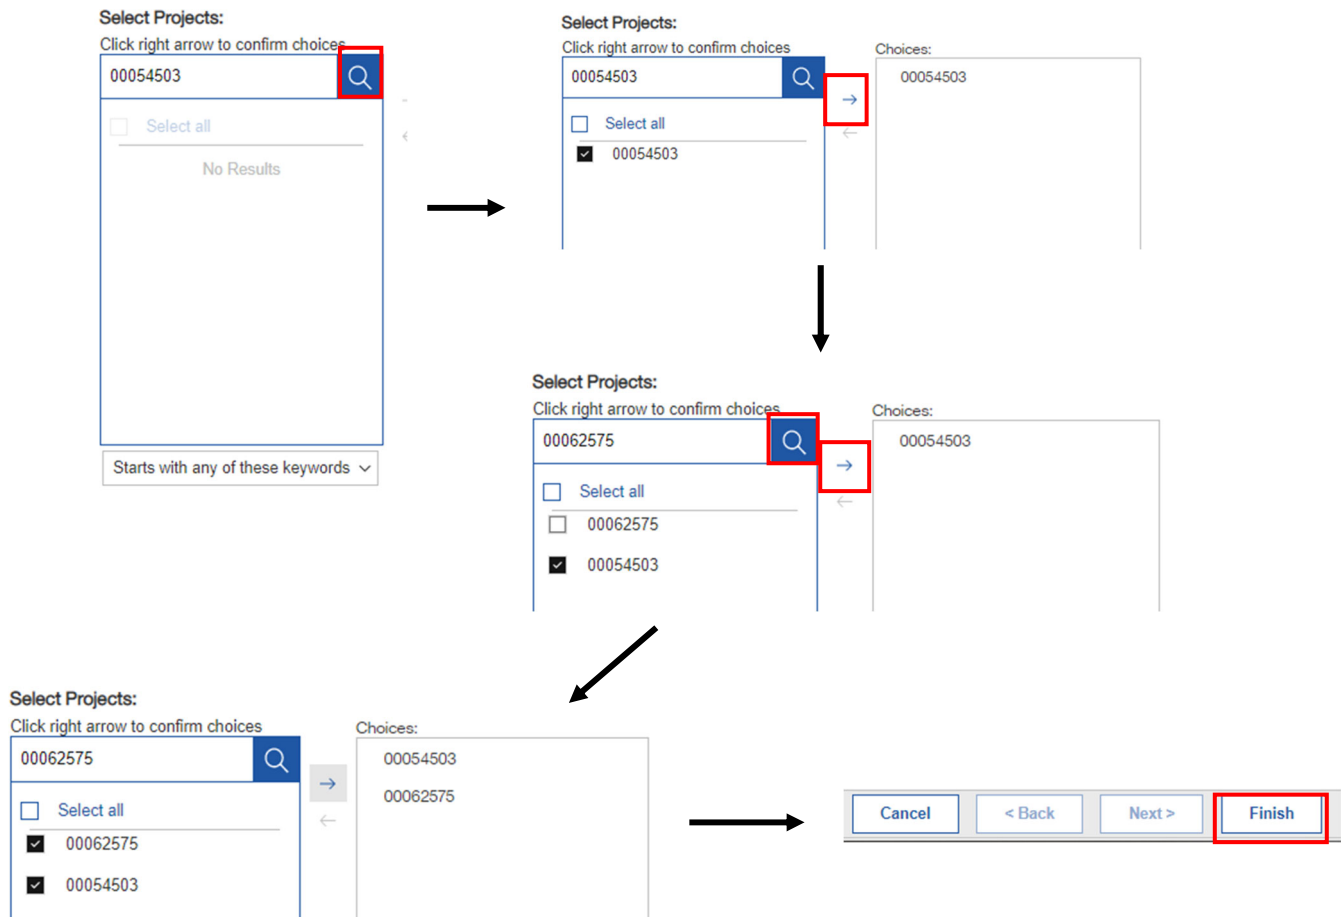 Select Projects:
Click right arrow to confirm choices
00054503
Select all
No Results
Starts with any of these keywords
Select Projects:
Click right arrow to confirm choices
00054503
Select all
00054503
Choices:
00054503
Select Projects:
Click right arrow to confirm choices
00062575
Select all
00062575
00054503
Choices:
00054503
Select Projects:
Click right arrow to confirm choices
00062575
Select all
00062575
00054503
Choices:
00054503
00062575
Cancel
< Back
Next >
Finish